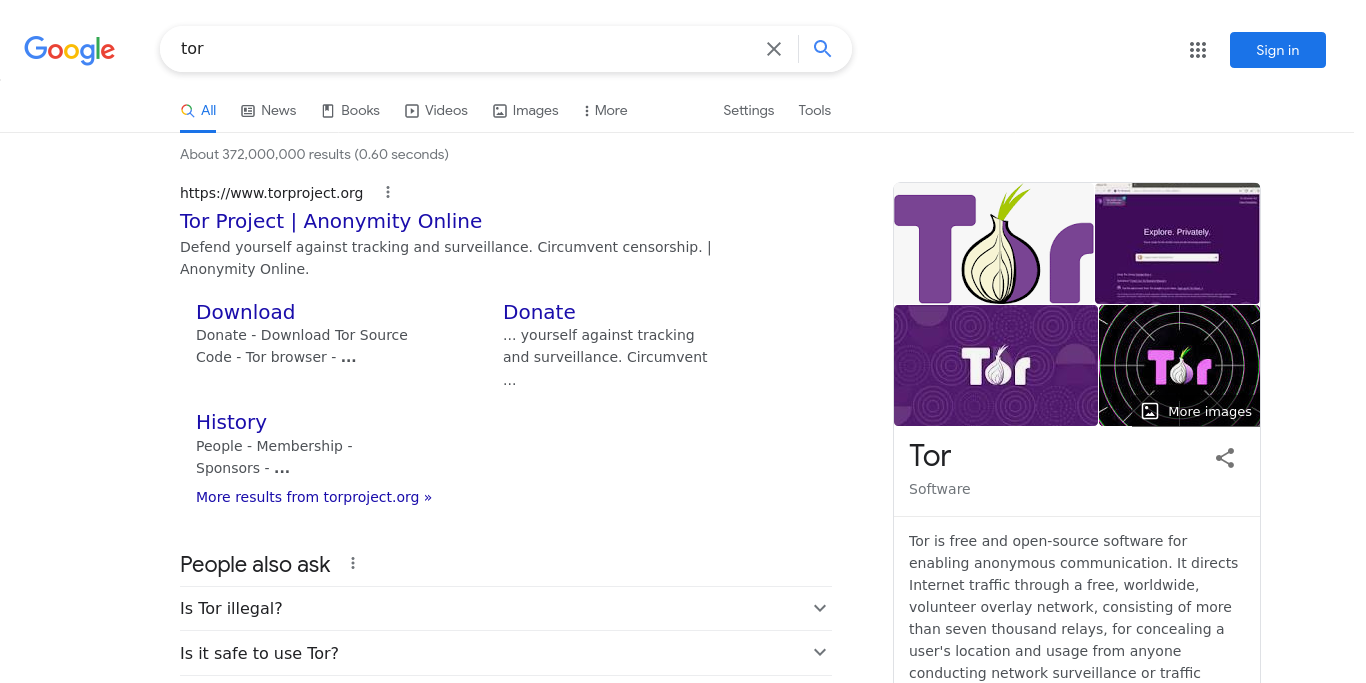 Google
tor
Sign in
All
News
Books
Videos
Images
More
Settings
Tools
About 372,000,000 results (0.60 seconds)
https://www.torproject.org
Tor Project | Anonymity Online
Defend yourself against tracking and surveillance. Circumvent censorship. |
Anonymity Online.
Download
Donate - Download Tor Source
Code - Tor browser - ...
Donate
... yourself against tracking
and surveillance. Circumvent
...
History
People - Membership -
Sponsors - ...
More results from torproject.org »
People also ask
Is Tor illegal?
Is it safe to use Tor?
Tor
Explore. Privately.
Tor
Tor
More images
Tor
Software
Tor is free and open-source software for
enabling anonymous communication. It directs
Internet traffic through a free, worldwide,
volunteer overlay network, consisting of more
than seven thousand relays, for concealing a
user's location and usage from anyone
conducting network surveillance or traffic